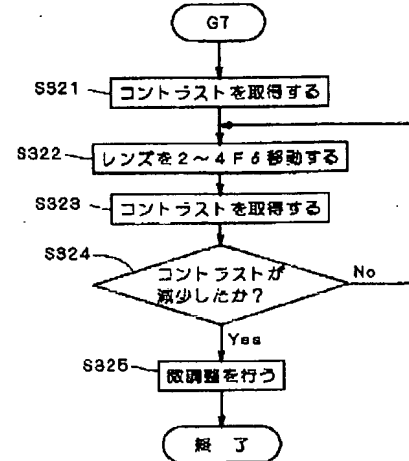 G7
S321
コントラストを取得する
S322
レンズを2～4Fδ移動する
S323
コントラストを取得する
S324
コントラストが
減少したか?
No
Yes
S325
微調整を行う
終 了